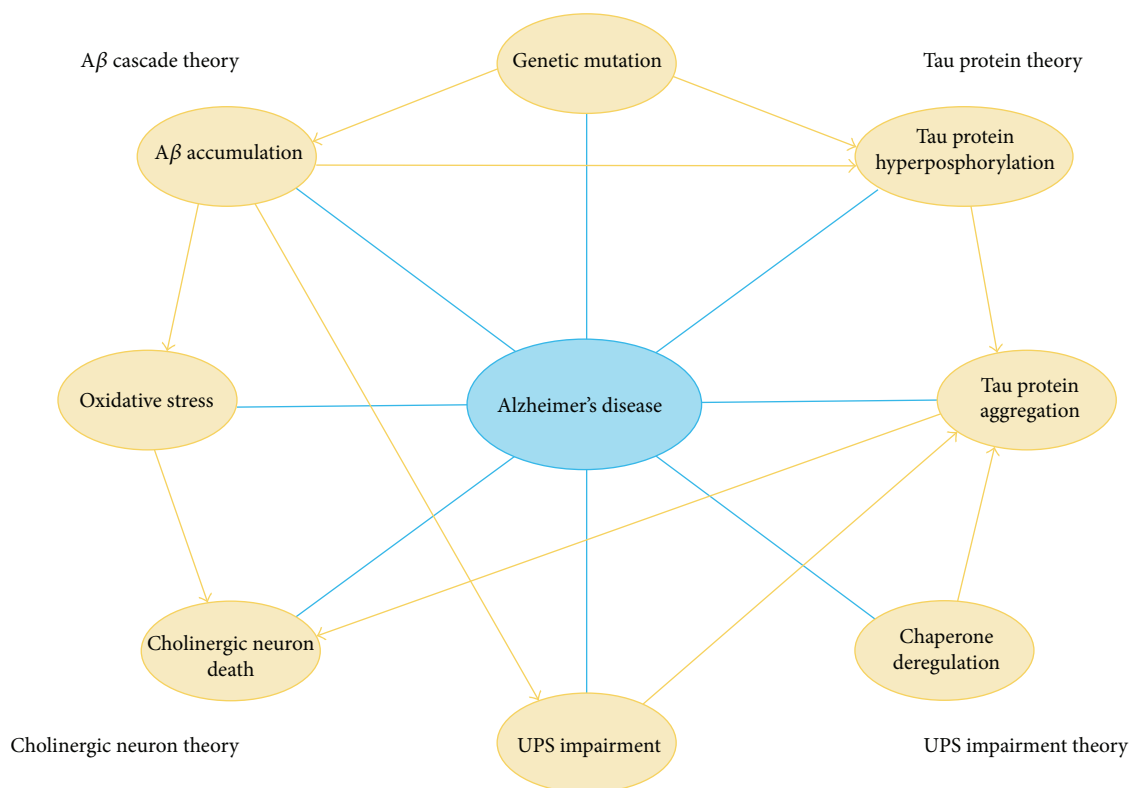 Aβ cascade theory
Genetic mutation
Tau protein theory
Aβ accumulation
Tau protein
hyperposphorylation
Oxidative stress
Alzheimer's disease
Tau protein
aggregation
Cholinergic neuron
death
Chaperone
deregulation
UPS impairment
Cholinergic neuron theory
UPS impairment theory